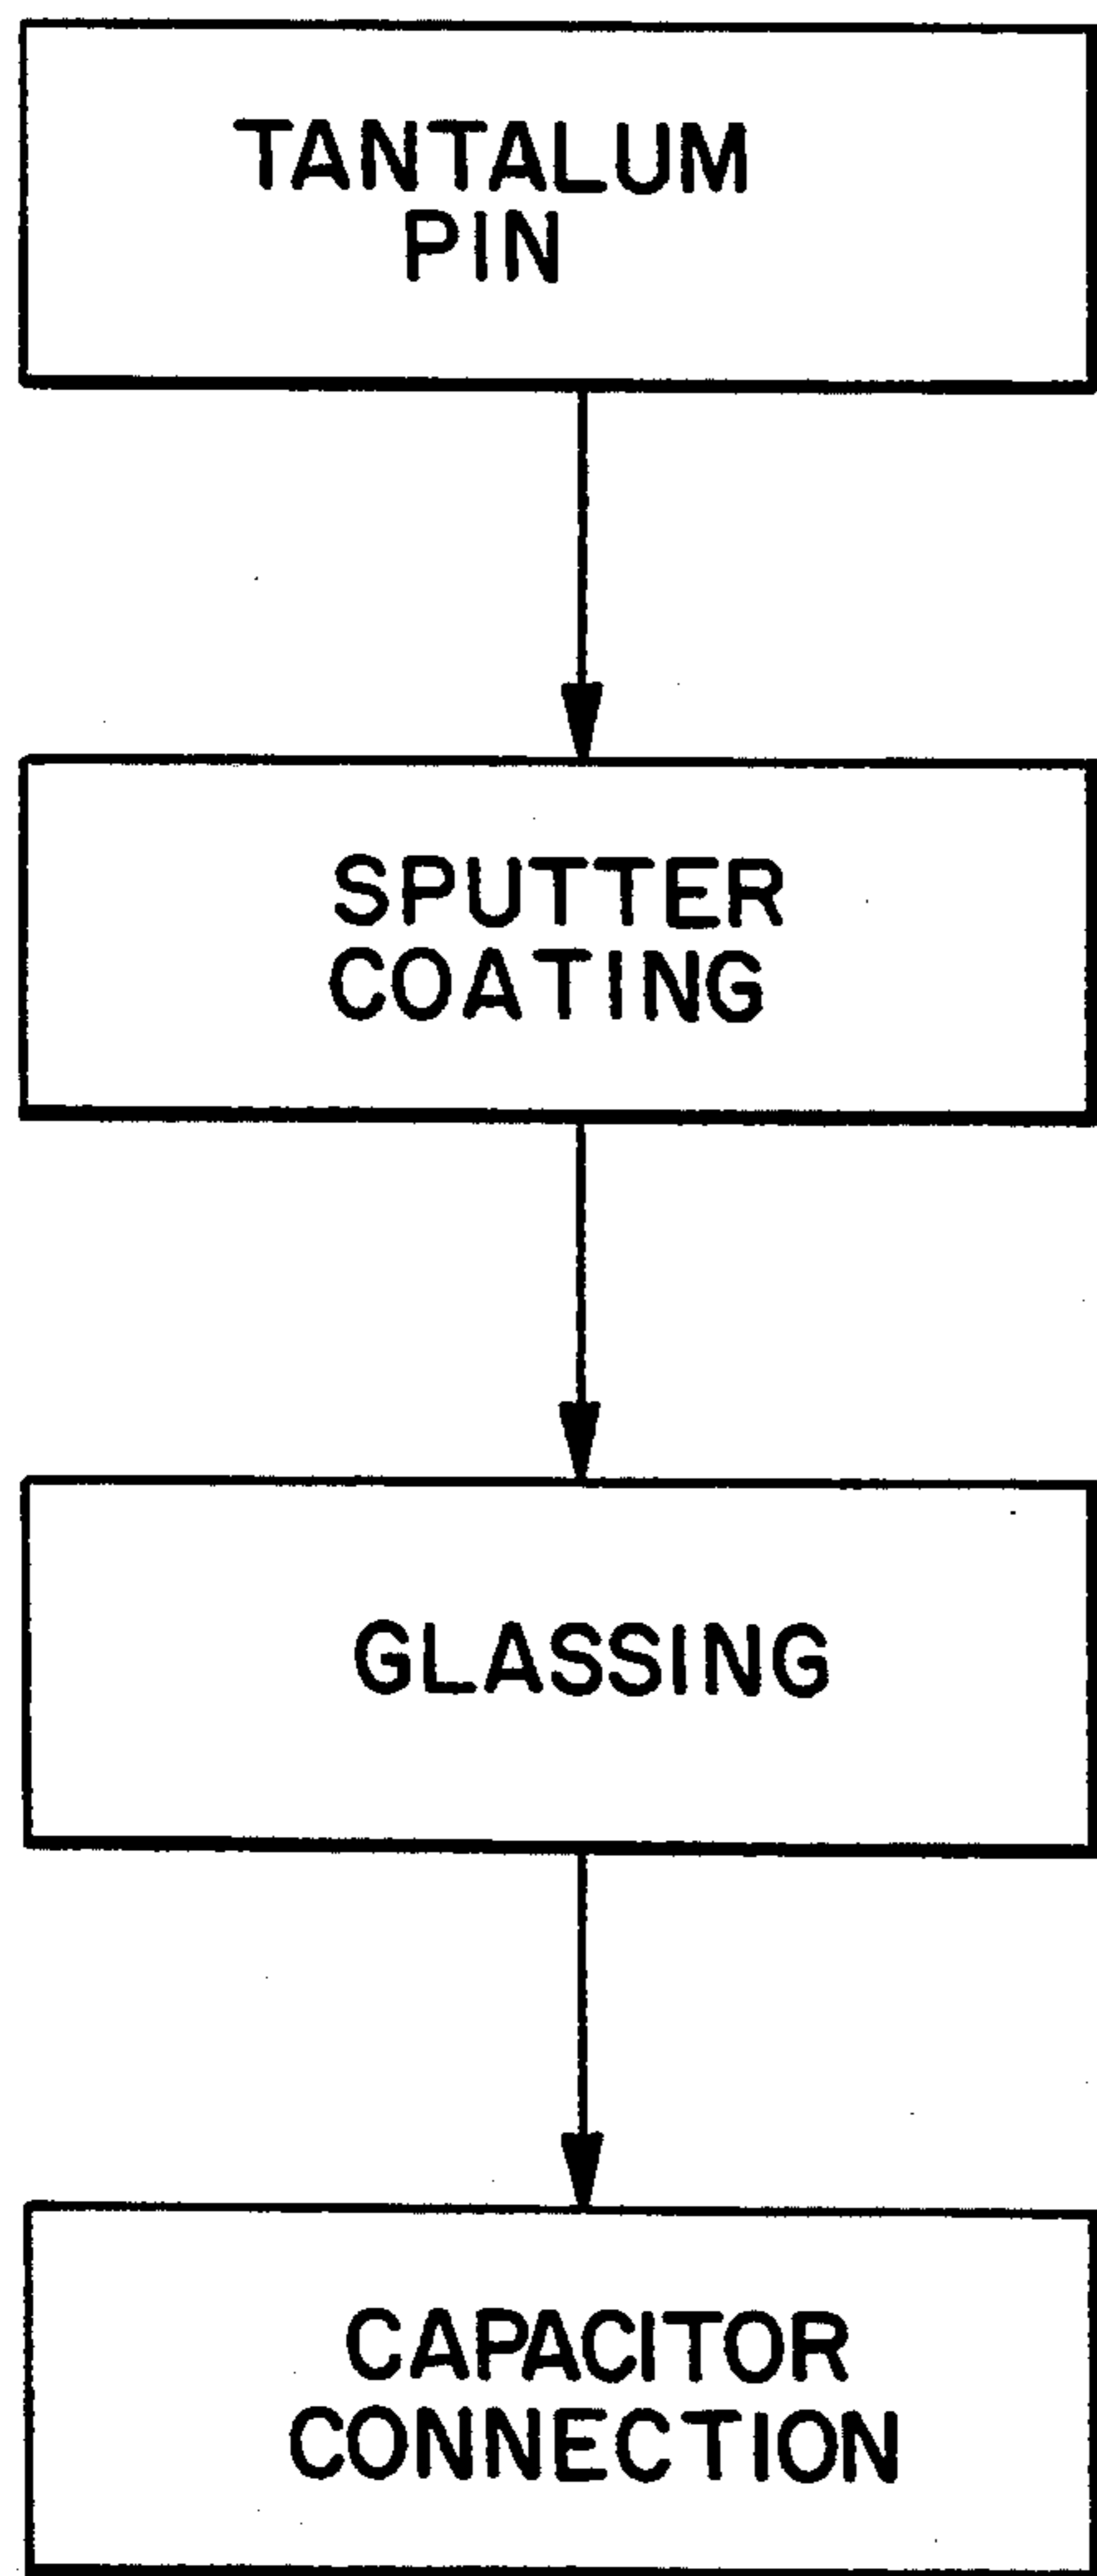 TANTALUM
PIN
SPUTTER
COATING
GLASSING
CAPACITOR
CONNECTION